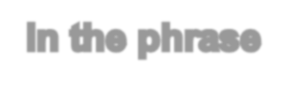 In the phrase